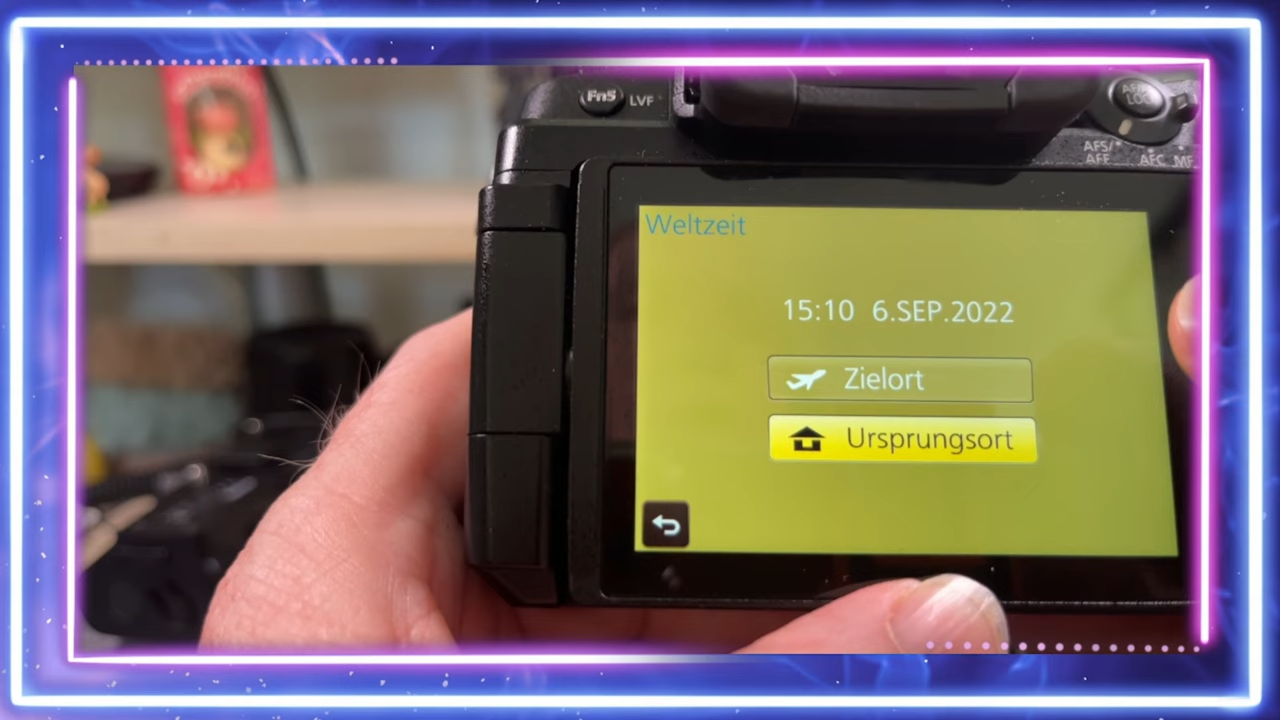 Fn5 LVF
AFS/
AFF AFC MF
Weltzeit
15:10 6.SEP.2022
Zielort
Ursprungsort